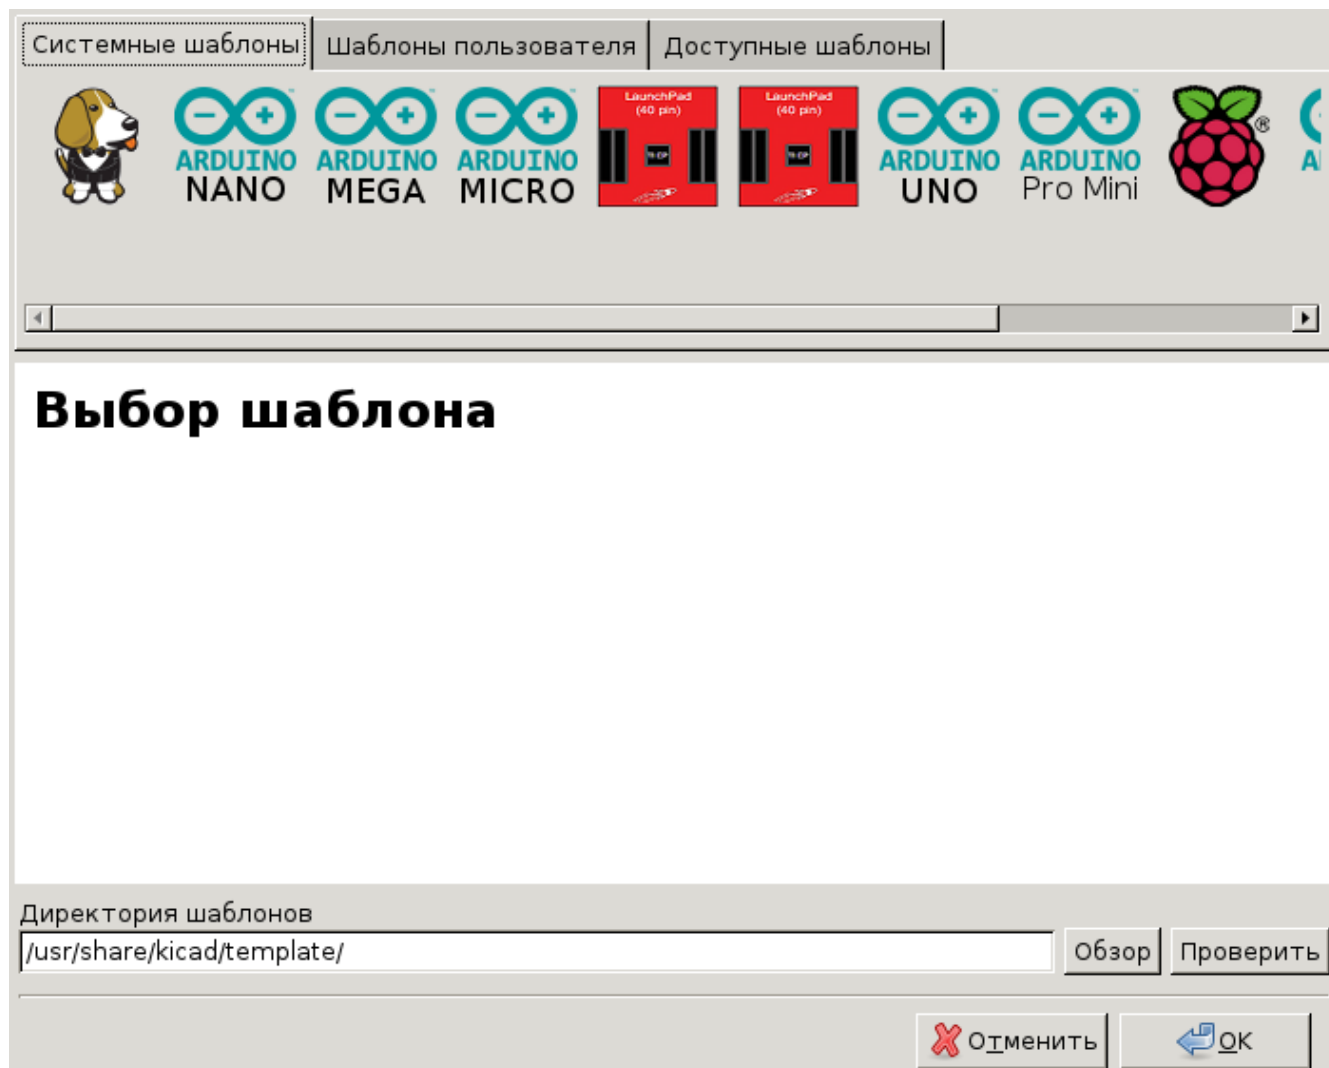 Системные шаблоны Шаблоны пользователя Доступные шаблоны
LaunchPad LaunchPad
(40 pin) (40 pin)
ARDUINO ARDUINO ARDUINO ARDUINO ARDUINO ® A
NANO MEGA MICRO UNO Pro Mini
Выбор шаблона
Директория шаблонов
/usr/share/kicad/template/ Обзор Проверить
Отменить OK